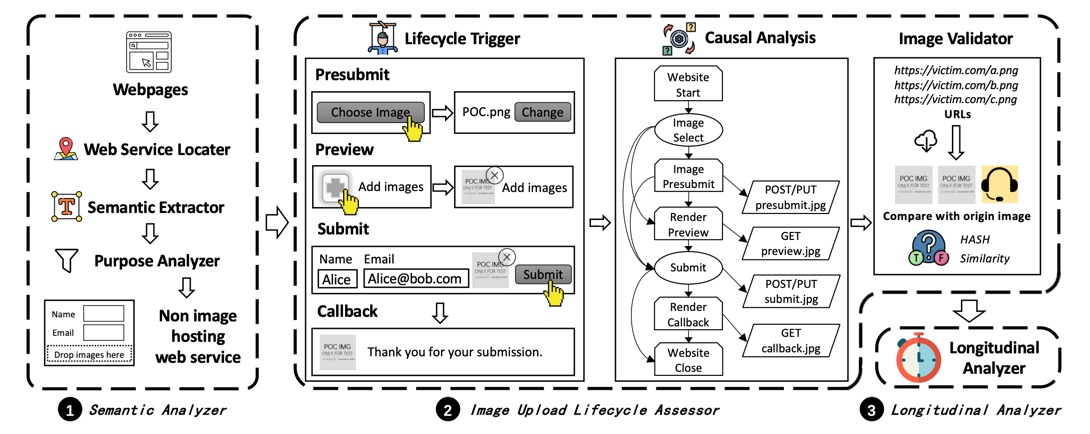 Webpages
Web Service Locater
Semantic Extractor
Purpose Analyzer
Name
Email
Drop images here
Non image
hosting
web service
1 Semantic Analyzer
Lifecycle Trigger
Presubmit
Choose Image
POC.png
Change
Preview
Add images
POC IMG
ONLY FOR TEST
Add images
Submit
Name
Email
Alice
Alice@bob.com
POC IMG
ONLY FOR TEST
Submit
Callback
POC IMG
ONLY FOR TEST
Thank you for your submission.
Causal Analysis
Website
Start
Image
Select
Image
Presubmit
POST/PUT
presubmit.jpg
Render
Preview
GET
preview.jpg
Submit
POST/PUT
submit.jpg
Render
Callback
GET
callback.jpg
Website
Close
Image Validator
https://victim.com/a.png
https://victim.com/b.png
https://victim.com/c.png
URLs
POC IMG
ONLY FOR TEST
POC IMG
ONLY FOR TEST
Compare with origin image
? T F
HASH
Similarity
2 Image Upload Lifecycle Assessor
Longitudinal
Analyzer
3 Longitudinal Analyzer